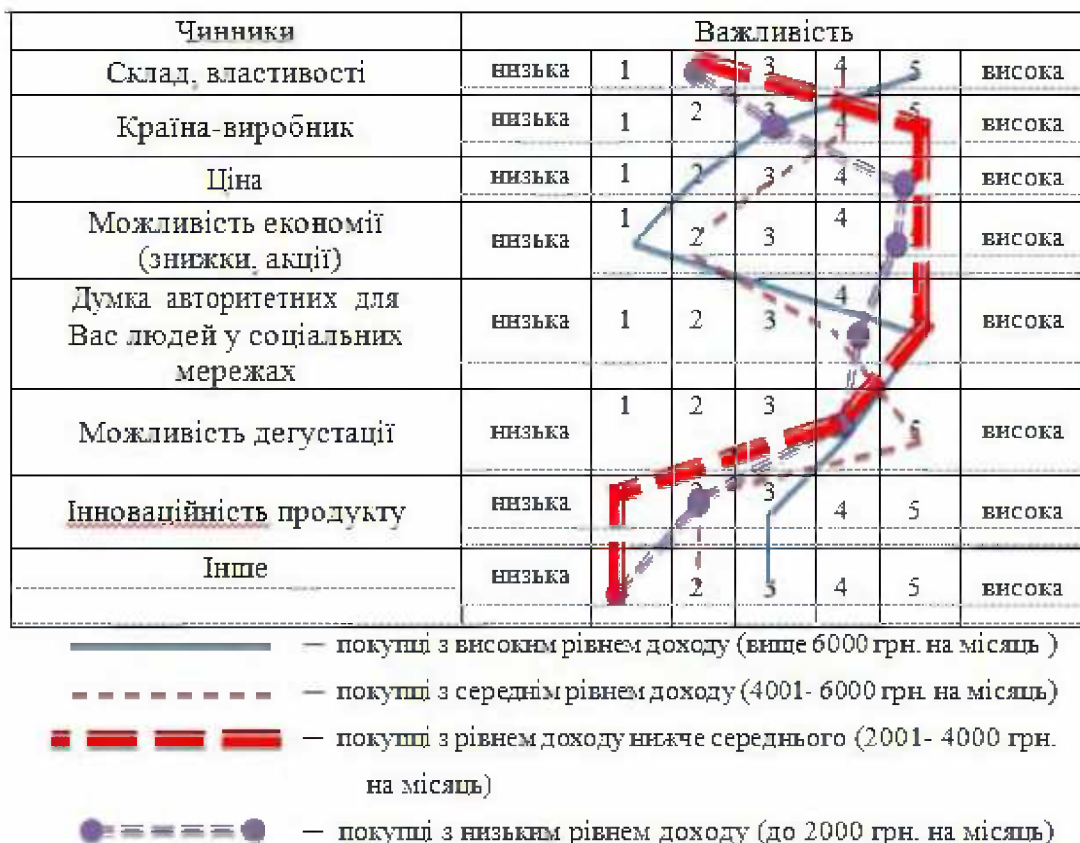 Чинники Важливість
Склад, властивості низька 1 3 4 5 висока
Країна-виробник низька 1 2 3 4 5 висока
Ціна низька 1 2 3 4 висока
Можливість економії
(знижки, акції) низька 1 2 3 4 висока
Думка авторитетних для
Вас людей у соціальних
мережах низька 1 2 3 4 висока
Можливість дегустації низька 1 2 3 5 висока
Інноваційність продукту низька 2 3 4 5 висока
Інше низька 2 4 5 висока
– покупці з високим рівнем доходу (вище 6000 грн. на місяць )
– покупці з середнім рівнем доходу (4001- 6000 грн. на місяць)
– покупці з рівнем доходу нижче середнього (2001- 4000 грн.
на місяць)
– покупці з низьким рівнем доходу (до 2000 грн. на місяць)